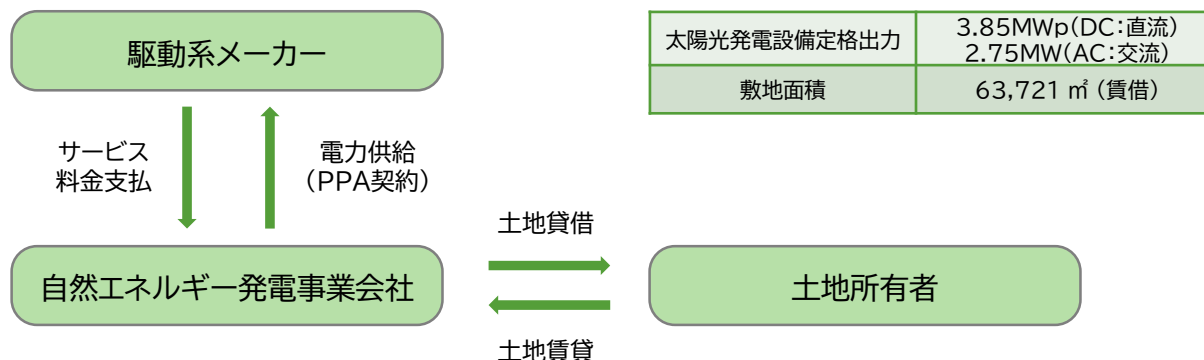 駆動系メーカー
太陽光発電設備定格出力
3.85MWp(DC:直流)
2.75MW(AC:交流)
敷地面積
63,721 ㎡ (賃借)
サービス
料金支払
電力供給
(PPA契約)
土地貸借
自然エネルギー発電事業会社
土地所有者
土地賃貸